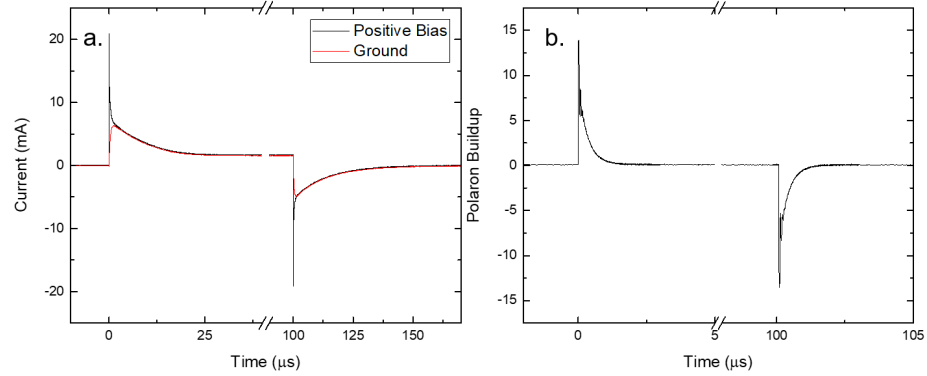 a.
Positive Bias
Ground
20
10
0
-10
-20
Current (mA)
0
25
100
125
150
Time (μs)
b.
15
10
5
0
-5
-10
-15
Polaron Buildup
0
5
100
105
Time (μs)